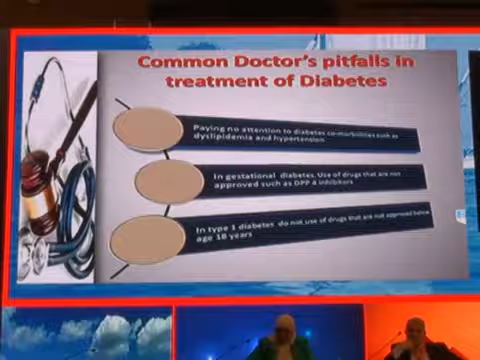 Common Doctor's pitfalls in
treatment of Diabetes
Paying no attention to diabetes co-morbilities such as
dyslipidemia and hypertension
In gestational diabetes. Use of drugs that are not
approved such as DPP 4 inhibitors
In type 1 diabetes do not use of drugs that are not approved below
age 18 years